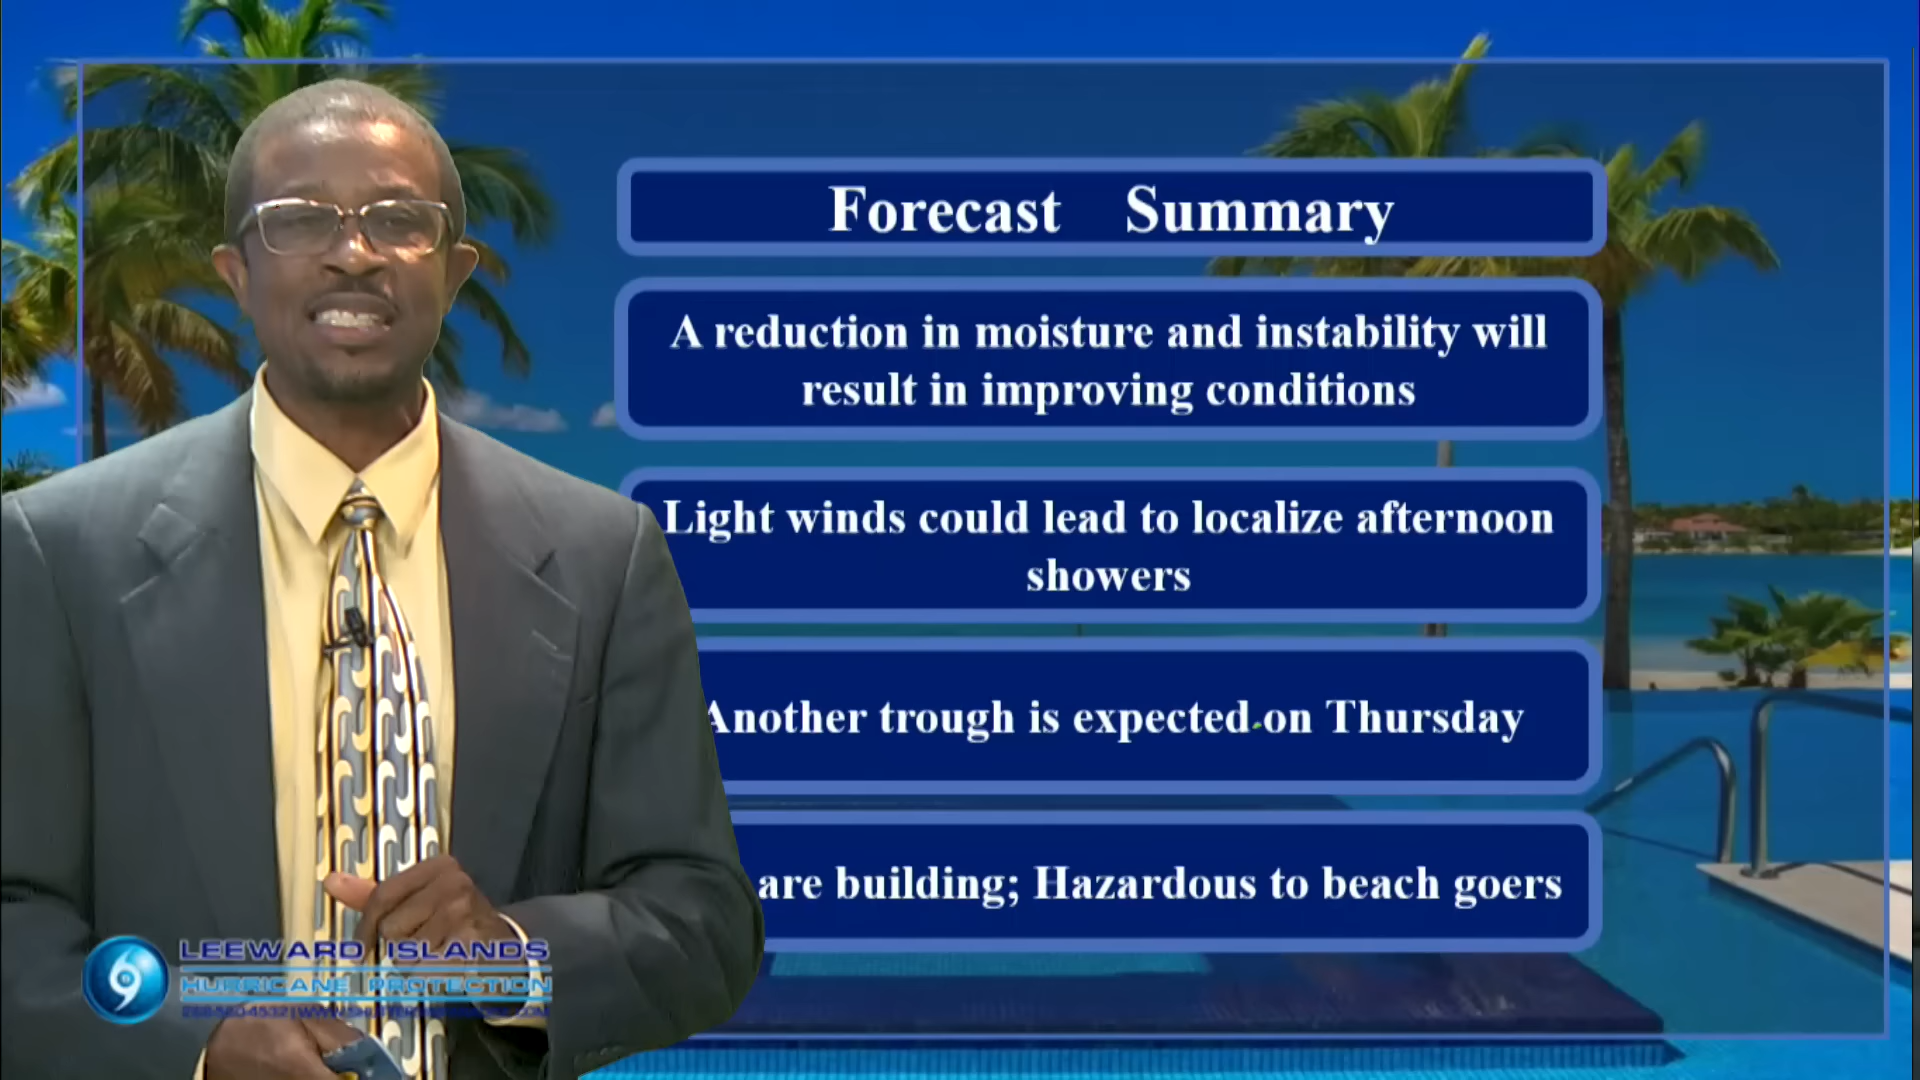 Forecast Summary
A reduction in moisture and instability will
result in improving conditions
Light winds could lead to localize afternoon
showers
Another trough is expected on Thursday
are building; Hazardous to beach goers
LEEWARD ISLANDS
HURRICANE PROTECTION